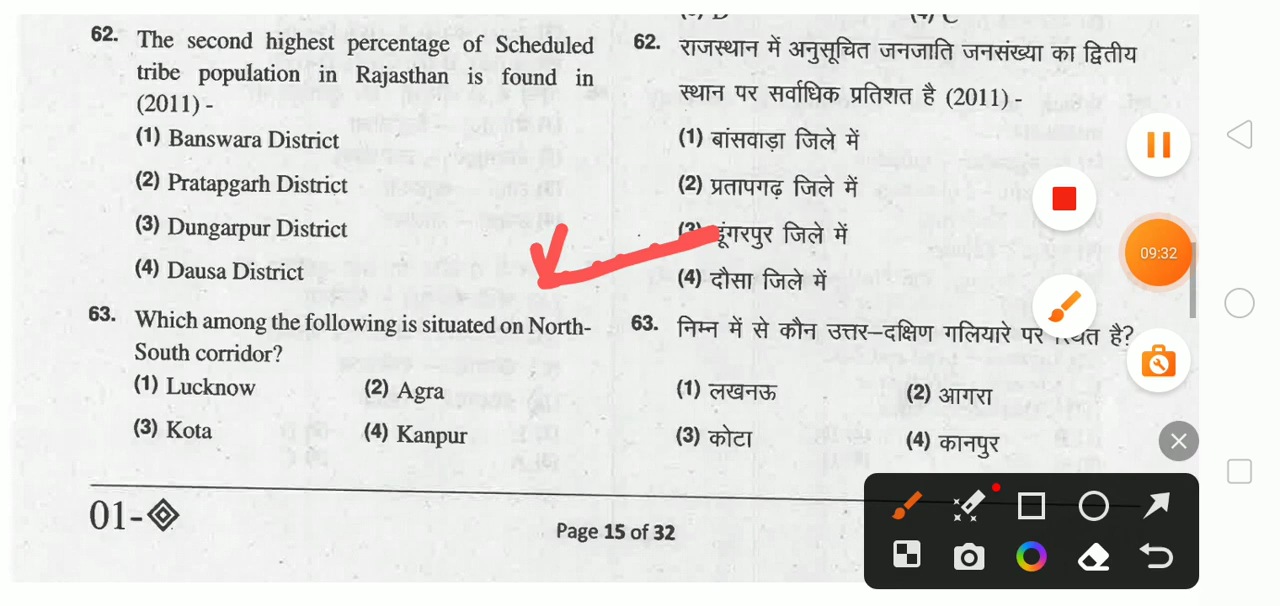 62. The second highest percentage of Scheduled
tribe population in Rajasthan is found in
(2011) -
(1) Banswara District
(2) Pratapgarh District
(3) Dungarpur District
(4) Dausa District
63. Which among the following is situated on North-
South corridor?
(1) Lucknow (2) Agra
(3) Kota (4) Kanpur
62. राजस्थान में अनुसूचित जनजाति जनसंख्या का द्वितीय
स्थान पर सर्वाधिक प्रतिशत है (2011).-
(1) बांसवाड़ा जिले में
(2) प्रतापगढ़ जिले में
(3) डूंगरपुर जिले में
(4) दौसा जिले में
63. निम्न में से कौन उत्तर–दक्षिण गलियारे पर स्थित है?
(1) लखनऊ (2) आगरा
(3) कोटा (4) कानपुर
01-
Page 15 of 32
09:32